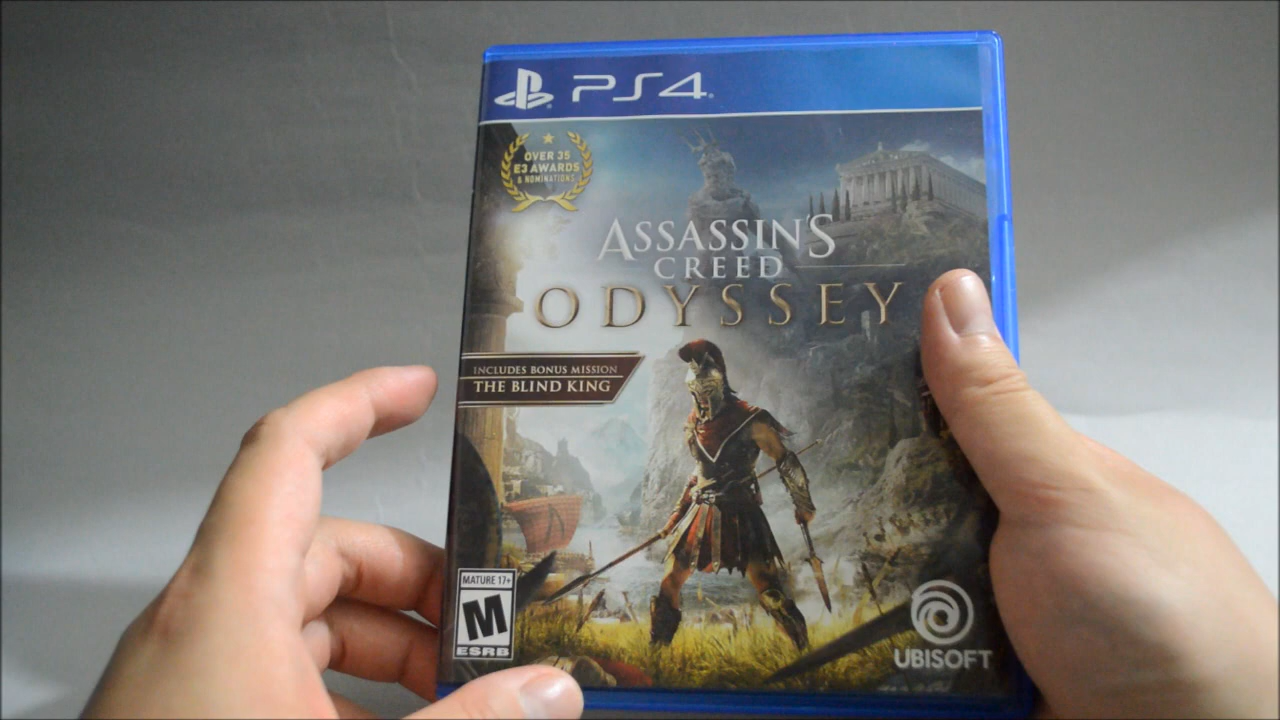 PS4
OVER 35
E3 AWARDS
& NOMINATIONS
ASSASSIN'S
CREED
ODYSSEY
INCLUDES BONUS MISSION
THE BLIND KING
MATURE 17+
M
ESRB
UBISOFT